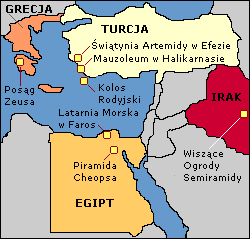 GRECJA
TURCJA
Świątynia Artemidy w Efezie
Mauzoleum w Halikarnasie
Posąg
Zeusa
Kolos
Rodyjski
IRAK
Latarnia Morska
w Faros
Piramida
Cheopsa
Wiszące
Ogrody
Semiramidy
EGIPT